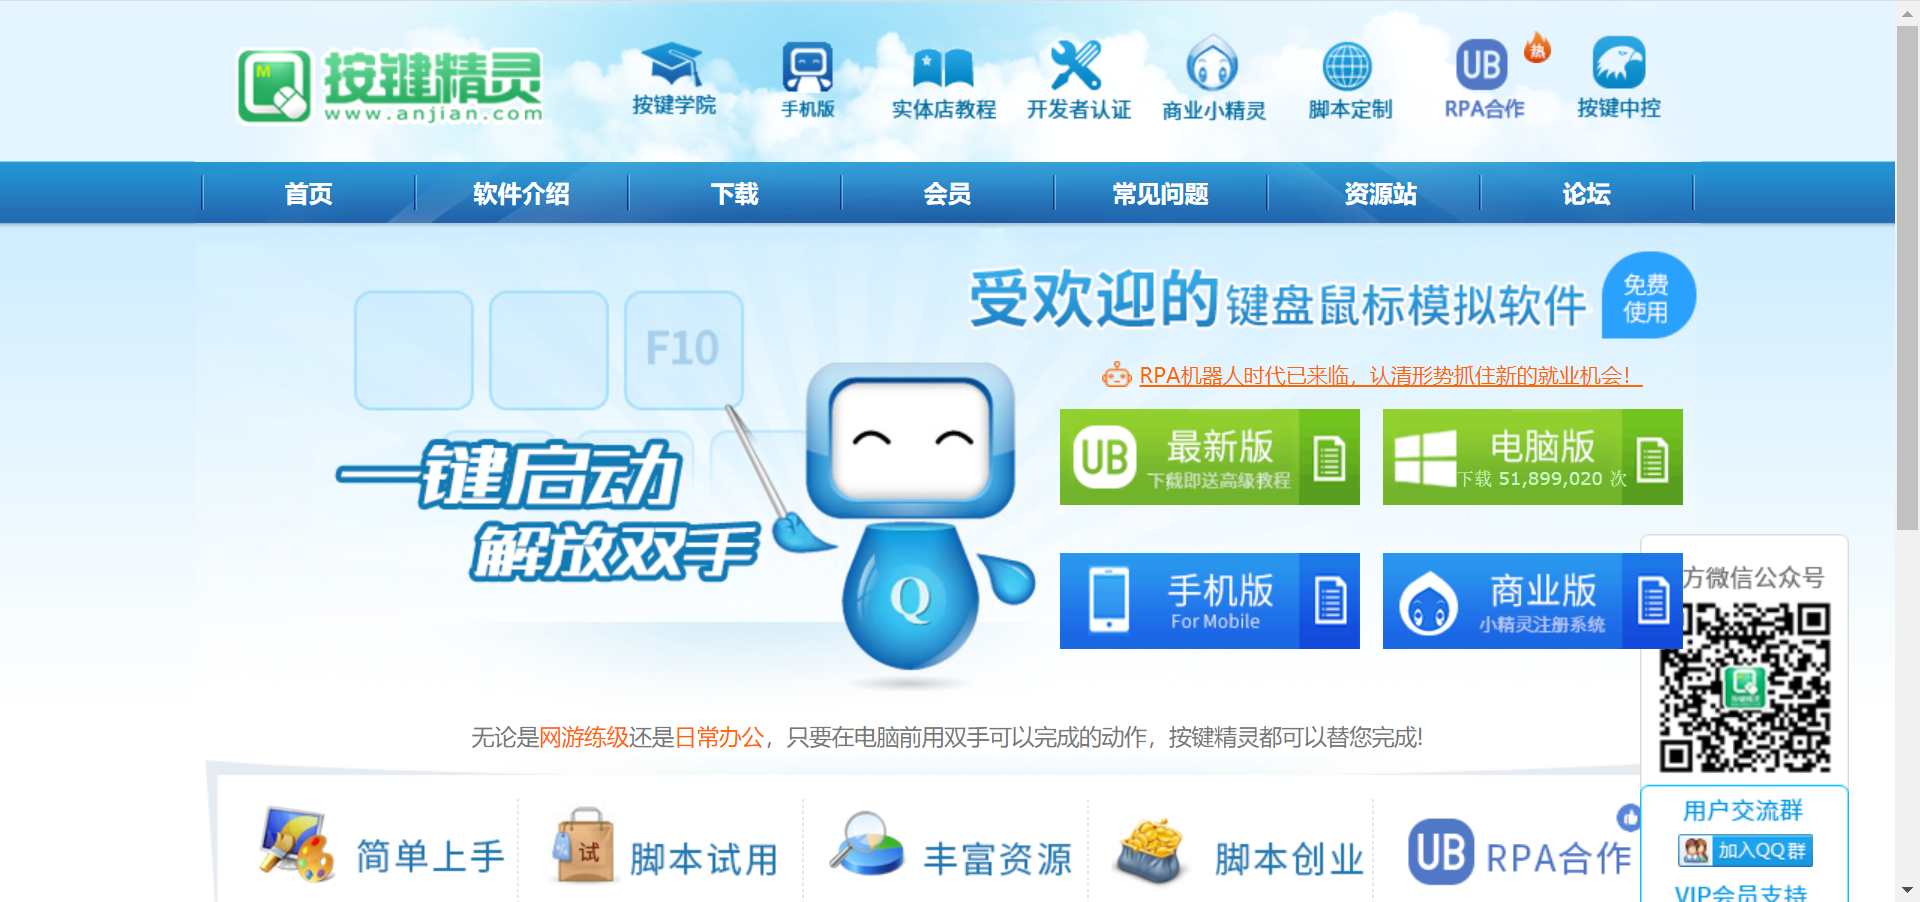 按键精灵
www.anjian.com
按键学院
手机版
实体店教程
开发者认证
商业小精灵
脚本定制
UB
热
RPA合作
按键中控
首页
软件介绍
下载
会员
常见问题
资源站
论坛
受欢迎的键盘鼠标模拟软件
免费
使用
F10
RPA机器人时代已来临，认清形势抓住新的就业机会！
一键启动
解放双手
Q
UB
最新版
下载即送高级教程
电脑版
下载 51,899,020 次
手机版
For Mobile
商业版
小精灵注册系统
方微信公众号
无论是网游练级还是日常办公，只要在电脑前用双手可以完成的动作，按键精灵都可以替您完成!
简单上手
试
脚本试用
丰富资源
脚本创业
UB
RPA合作
用户交流群
加入QQ群
VIP会员支持